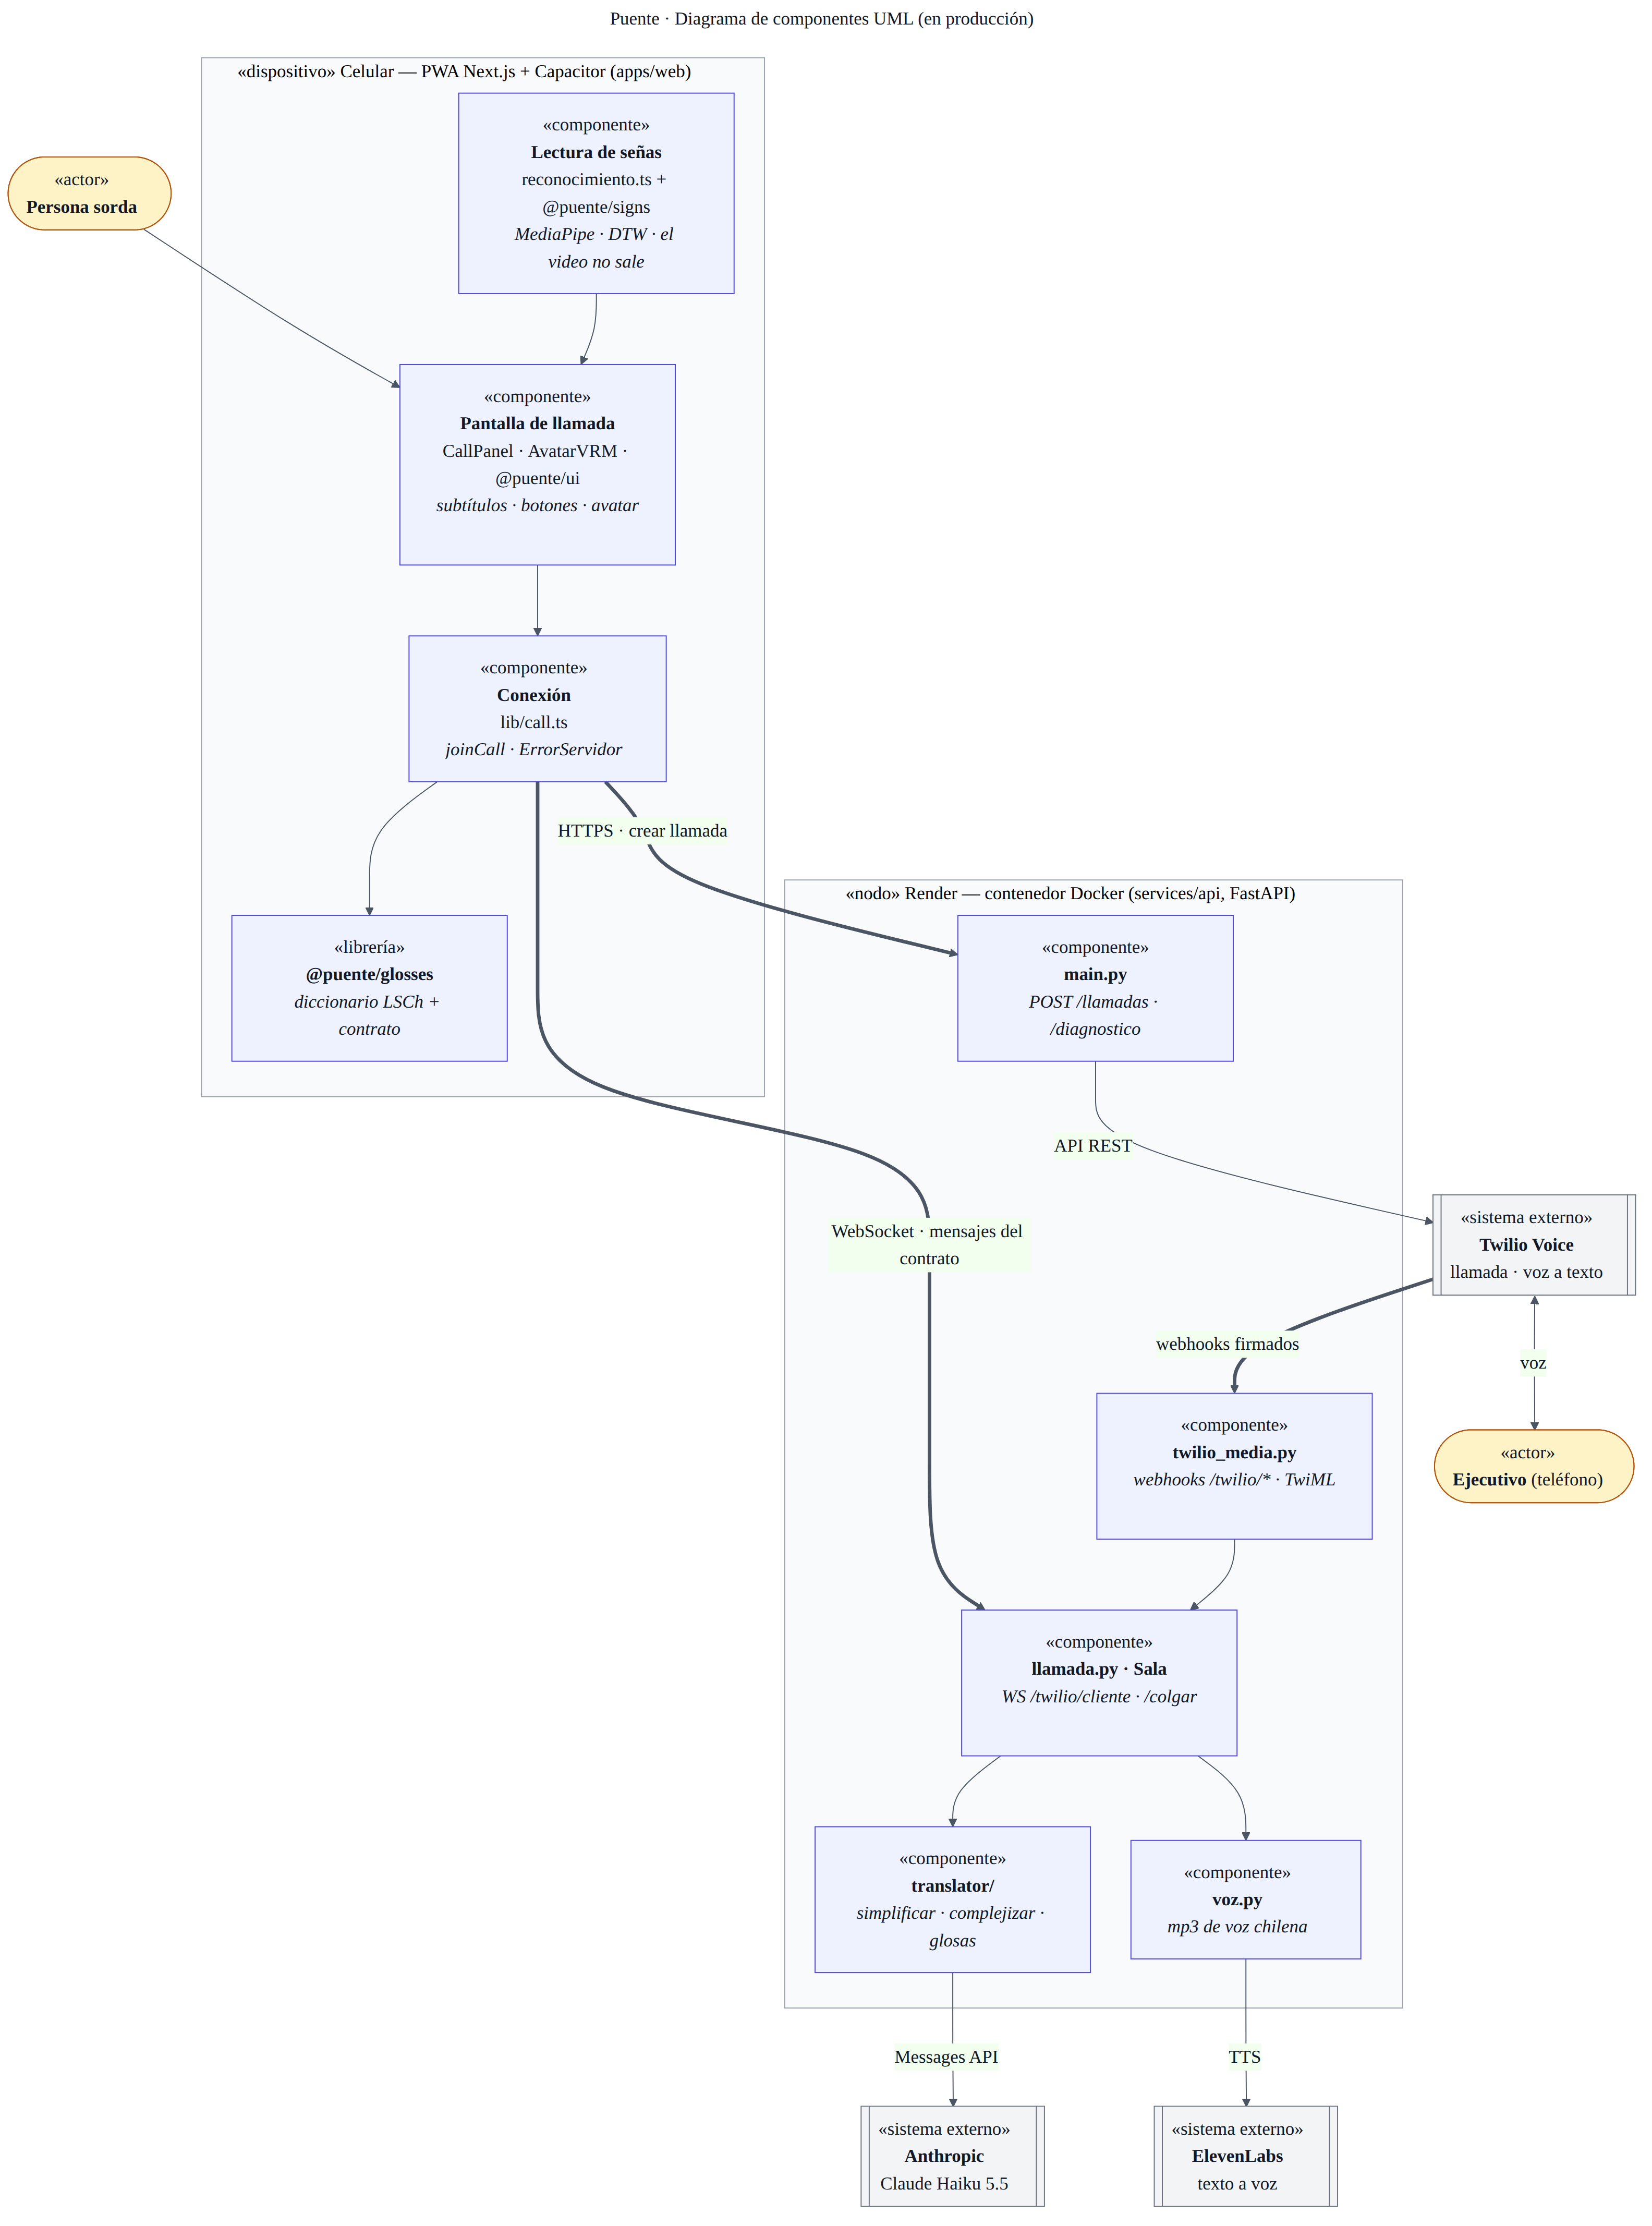 Puente · Diagrama de componentes UML (en producción)
«dispositivo» Celular — PWA Next.js + Capacitor (apps/web)
«componente»
Lectura de señas
reconocimiento.ts +
@puente/signs
MediaPipe · DTW · el
video no sale
«actor»
Persona sorda
«componente»
Pantalla de llamada
CallPanel · AvatarVRM ·
@puente/ui
subtítulos · botones · avatar
«componente»
Conexión
lib/call.ts
joinCall · ErrorServidor
HTTPS · crear llamada
«librería»
@puente/glosses
diccionario LSCh +
contrato
«nodo» Render — contenedor Docker (services/api, FastAPI)
«componente»
main.py
POST /llamadas ·
/diagnostico
API REST
WebSocket · mensajes del
contrato
«sistema externo»
Twilio Voice
llamada · voz a texto
webhooks firmados
voz
«componente»
twilio_media.py
webhooks /twilio/* · TwiML
«actor»
Ejecutivo (teléfono)
«componente»
llamada.py · Sala
WS /twilio/cliente · /colgar
«componente»
translator/
simplificar · complejizar ·
glosas
«componente»
voz.py
mp3 de voz chilena
Messages API
TTS
«sistema externo»
Anthropic
Claude Haiku 5.5
«sistema externo»
ElevenLabs
texto a voz